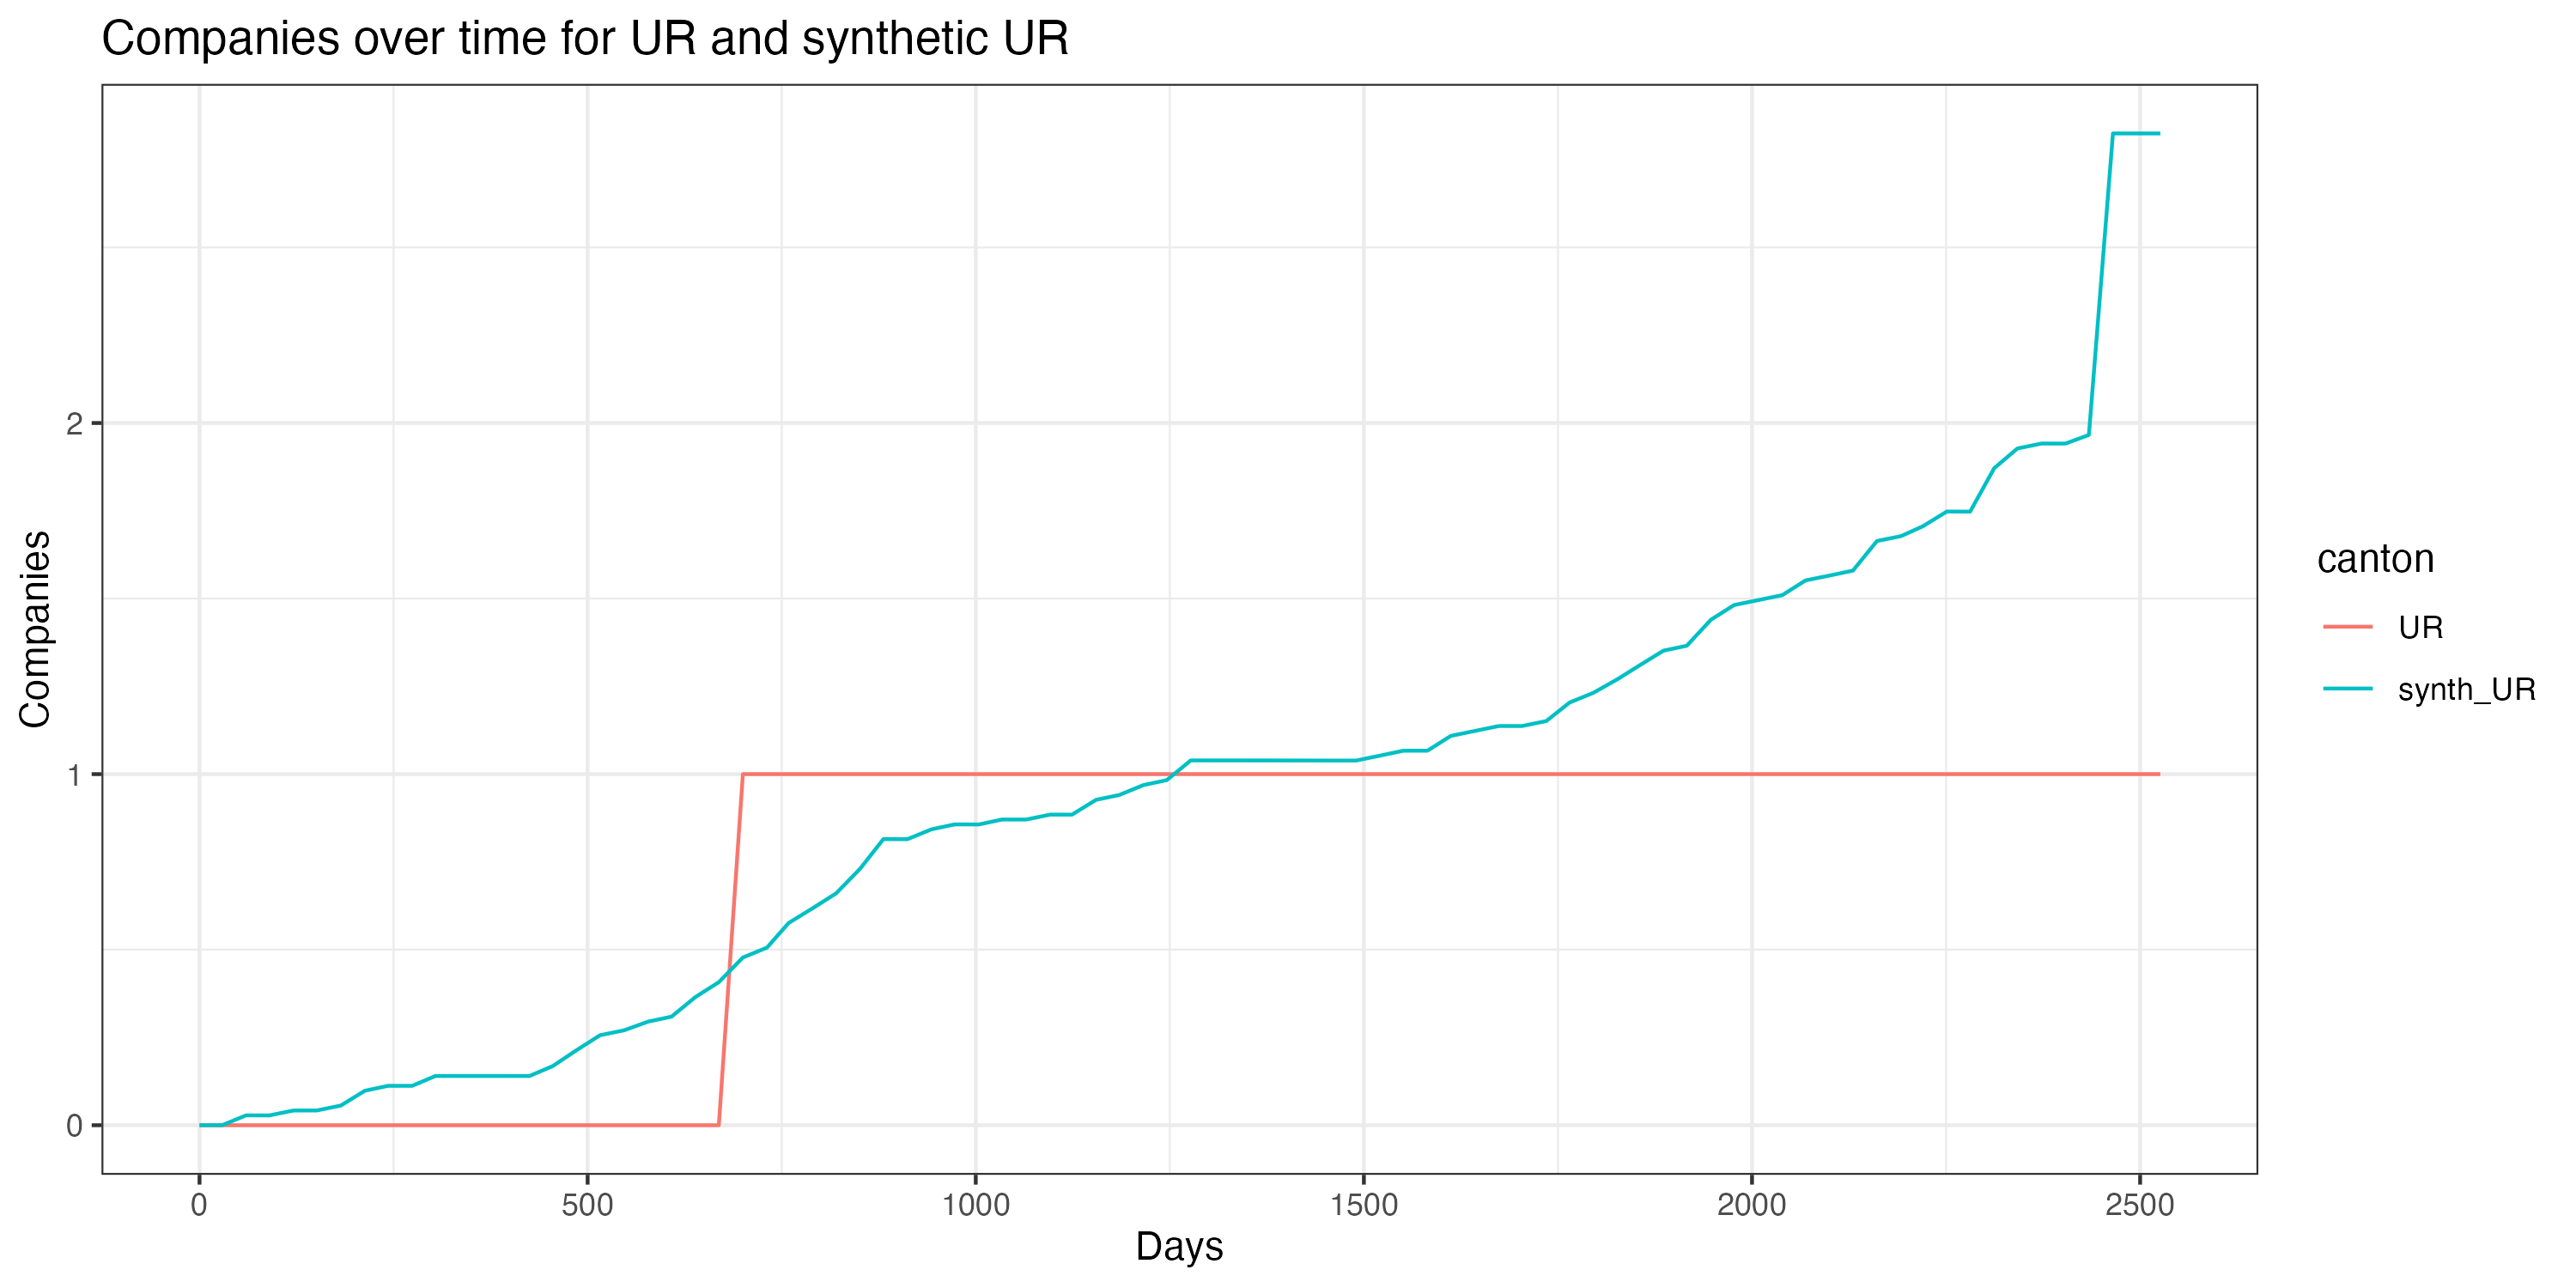 Companies over time for UR and synthetic UR
Companies
2
1
0
0 500 1000 1500 2000 2500
Days
canton
UR
synth_UR